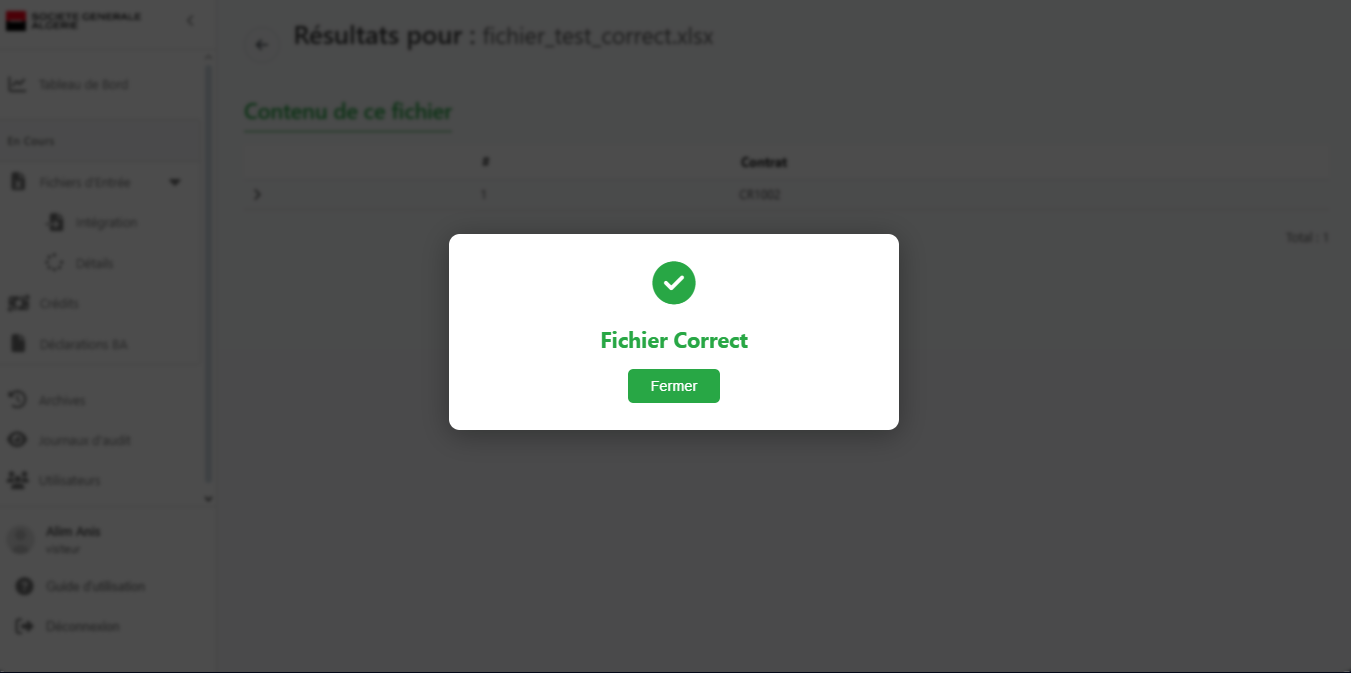 SOCIETE GENERALE
ALGERIE
Tableau de Bord
En Cours
Fichiers d'Entrée
Intégration
Détails
Crédits
Déclarations BA
Archives
Journaux d'audit
Utilisateurs
Alim Anis
visiteur
Guide d'utilisation
Déconnexion
Résultats pour : fichier_test_correct.xlsx
Contenu de ce fichier
# Contrat
1 CR1002
Total : 1
Fichier Correct
Fermer